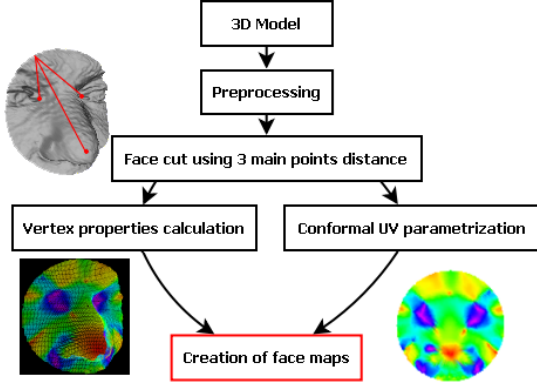 3D Model
Preprocessing
Face cut using 3 main points distance
Vertex properties calculation
Conformal UV parametrization
Creation of face maps